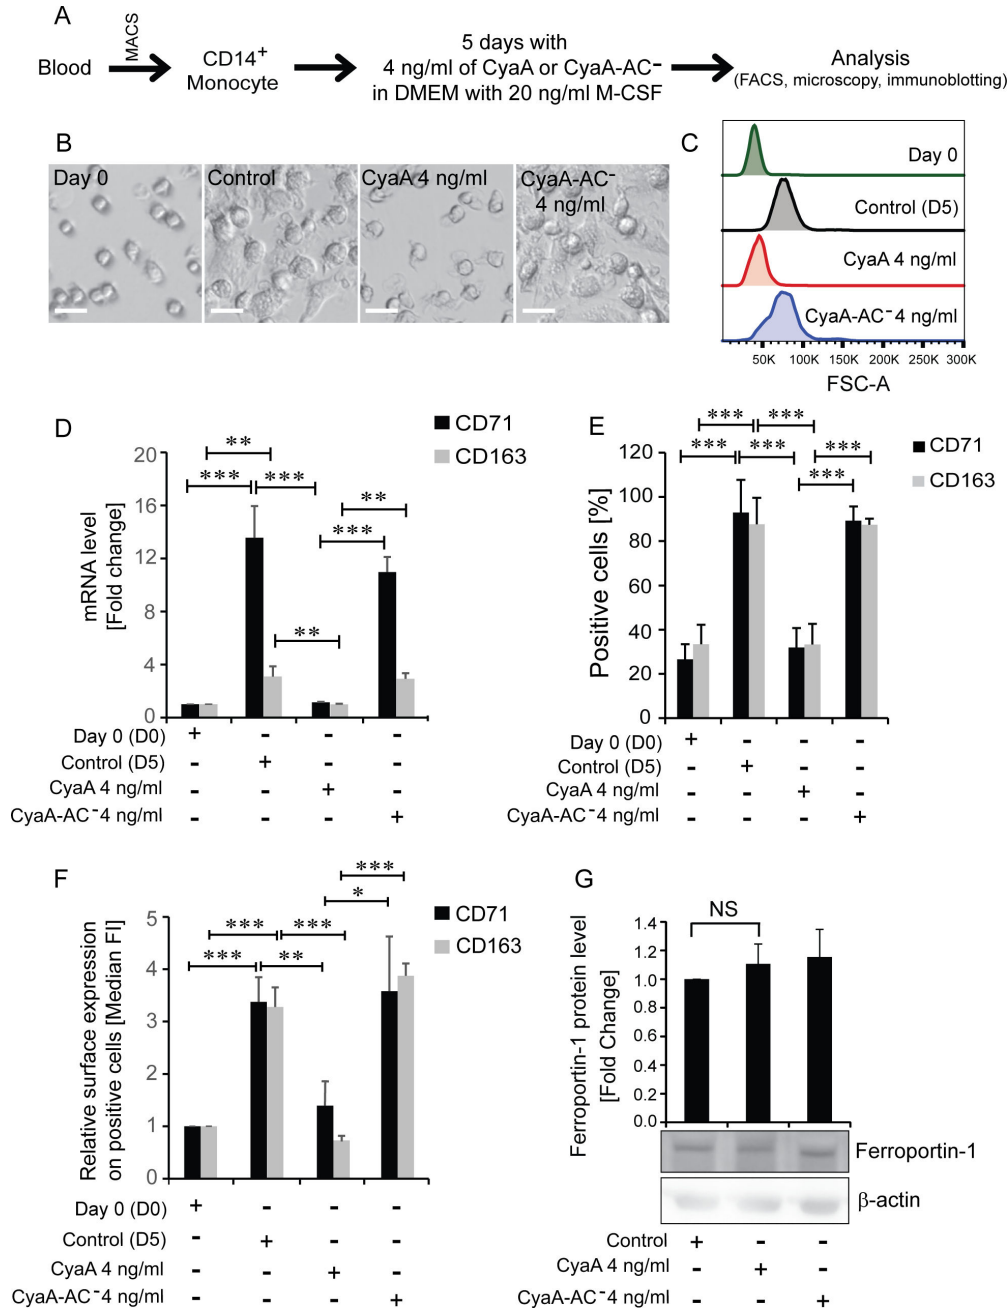 A
Blood
MACS
CD14+
Monocyte
5 days with
4 ng/ml of CyaA or CyaA-AC⁻
in DMEM with 20 ng/ml M-CSF
Analysis
(FACS, microscopy, immunoblotting)
B
Day 0
Control
CyaA 4 ng/ml
CyaA-AC⁻
4 ng/ml
C
Day 0
Control (D5)
CyaA 4 ng/ml
CyaA-AC⁻ 4 ng/ml
50K 100K 150K 200K 250K 300K
FSC-A
D
CD71
CD163
mRNA level
[Fold change]
20
16
12
8
4
0
**
*** ***
**
***
**
Day 0 (D0) + - - -
Control (D5) - + - -
CyaA 4 ng/ml - - + -
CyaA-AC⁻ 4 ng/ml - - - +
E
CD71
CD163
Positive cells [%]
120
100
80
60
40
20
0
*** ***
*** *** ***
***
Day 0 (D0) + - - -
Control (D5) - + - -
CyaA 4 ng/ml - - + -
CyaA-AC⁻ 4 ng/ml - - - +
F
CD71
CD163
Relative surface expression
on positive cells [Median FI]
5
4
3
2
1
0
***
*
*** ***
*** **
Day 0 (D0) + - - -
Control (D5) - + - -
CyaA 4 ng/ml - - + -
CyaA-AC⁻ 4 ng/ml - - - +
G
NS
Ferroportin-1 protein level
[Fold Change]
1.4
1.2
1.0
0.8
0.6
0.4
0.2
0.0
Ferroportin-1
β-actin
Control + - -
CyaA 4 ng/ml - + -
CyaA-AC⁻ 4 ng/ml - - +